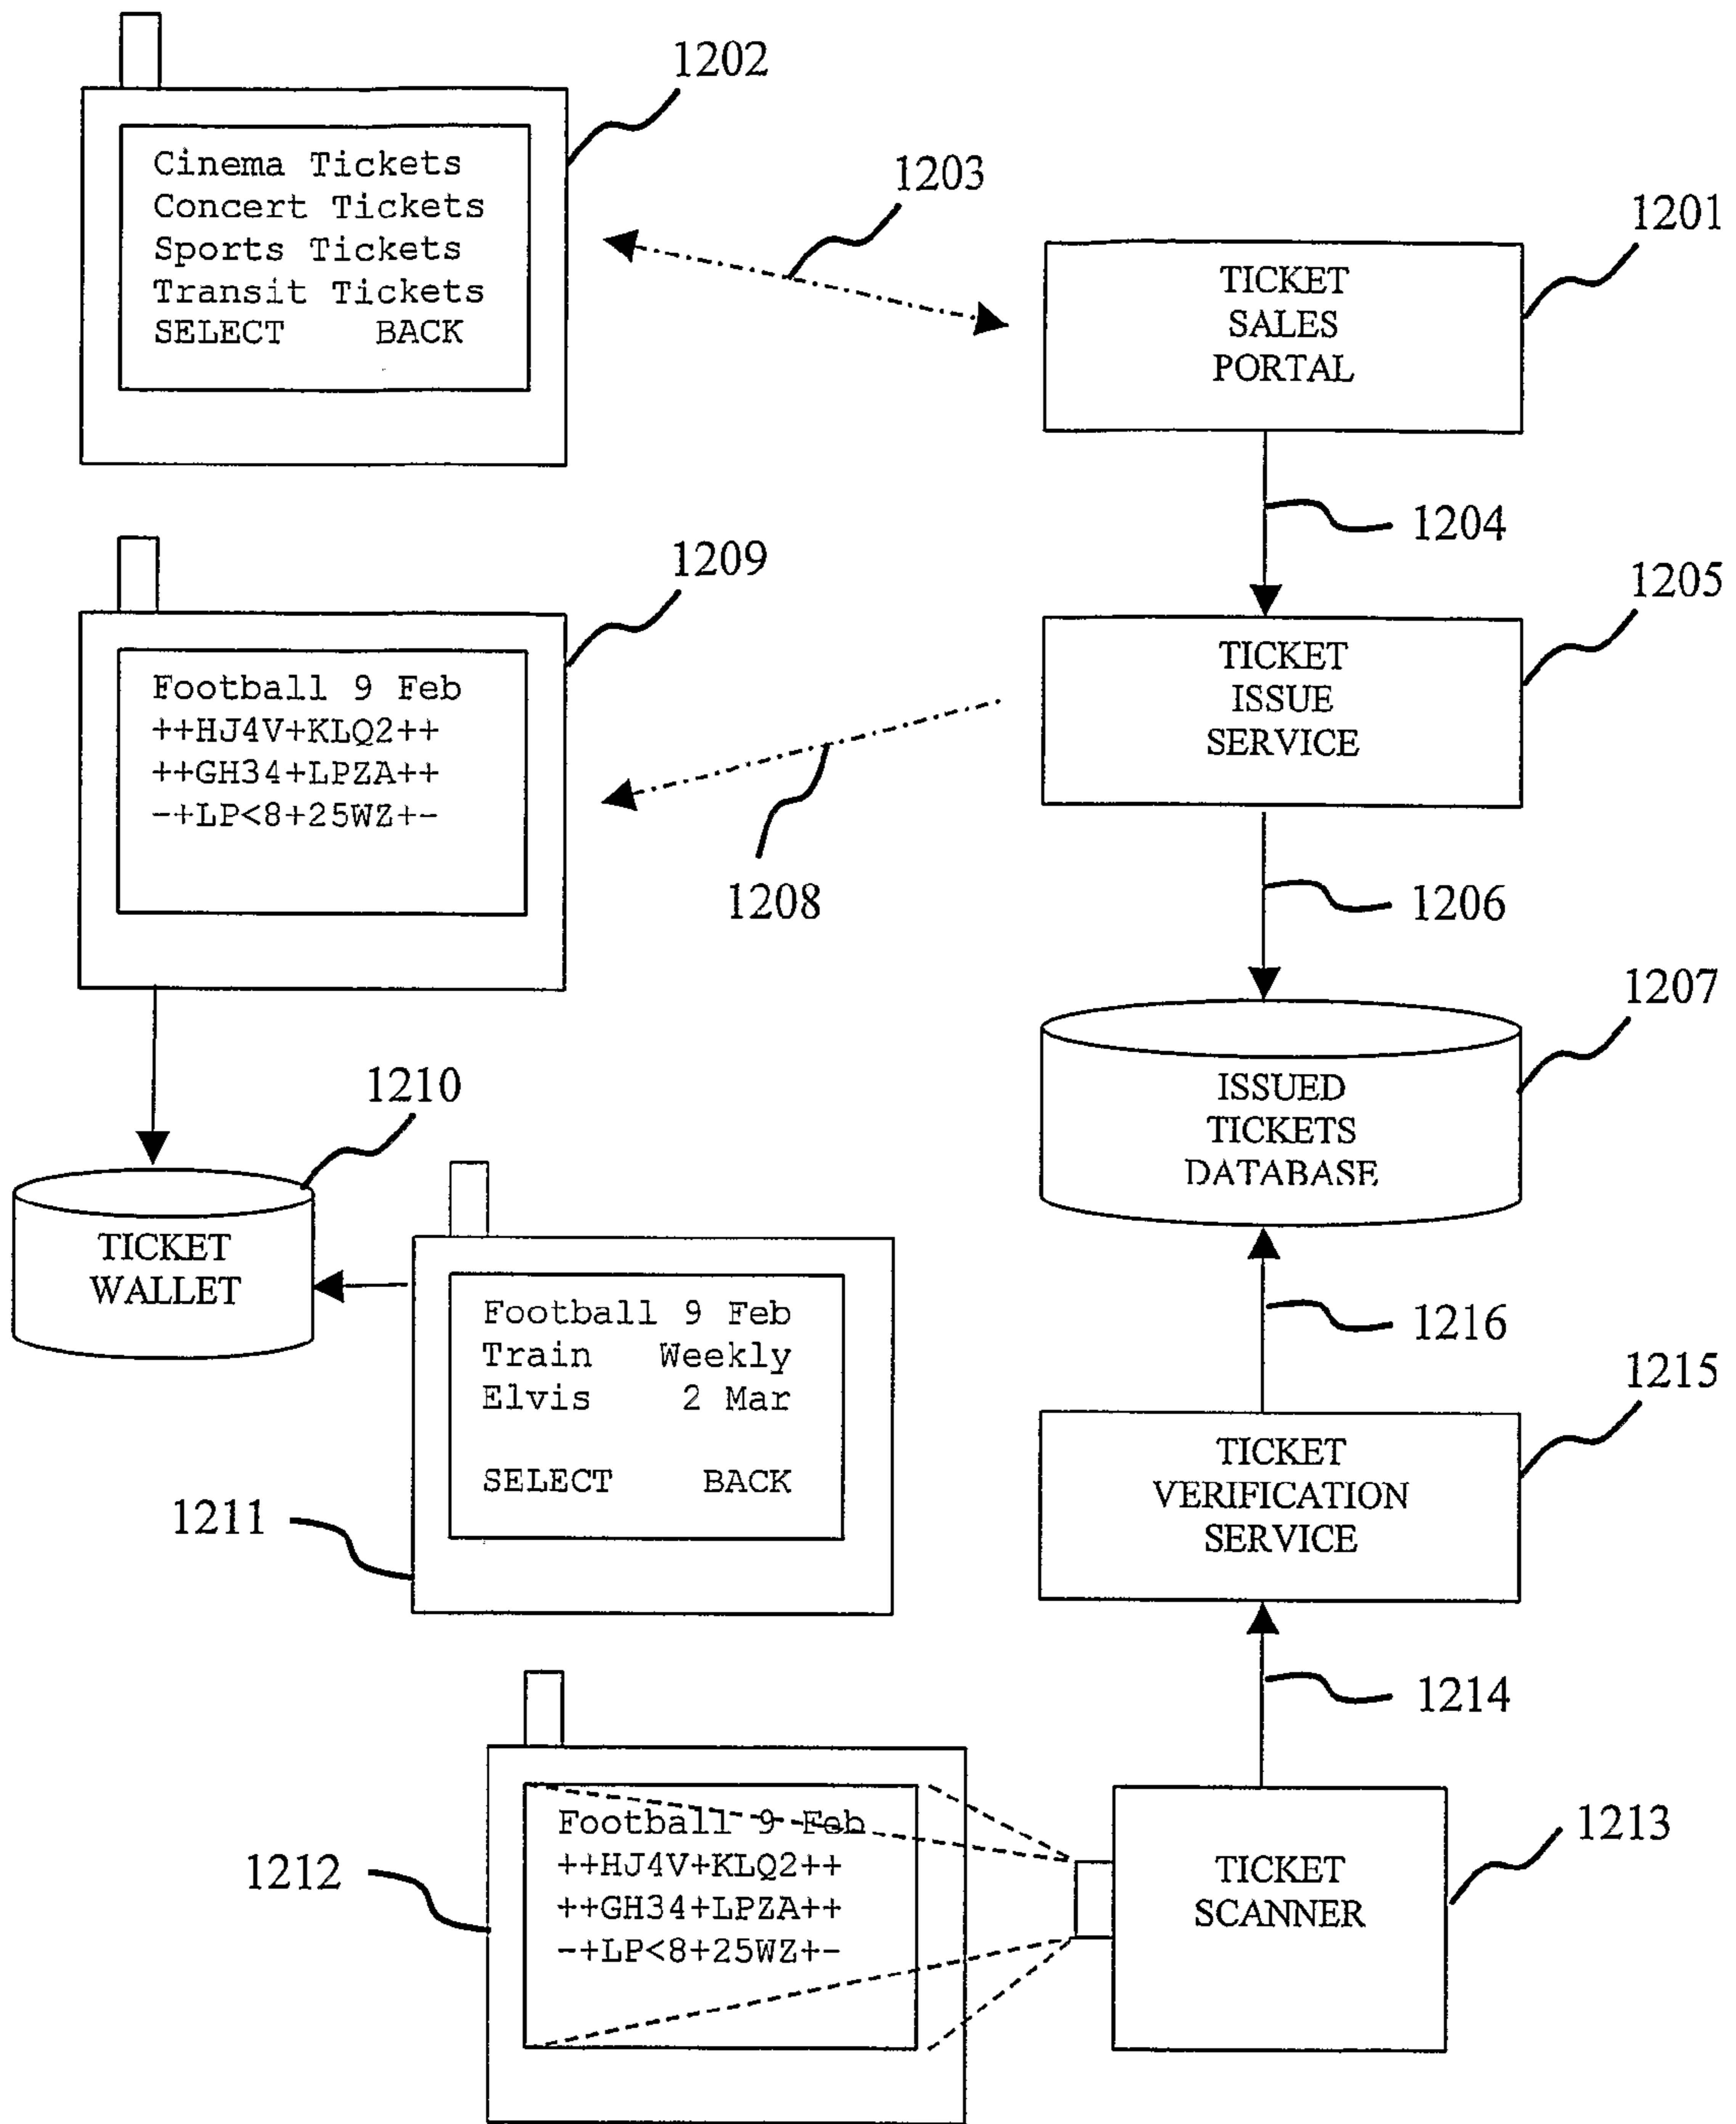 1202
Cinema Tickets
Concert Tickets
Sports Tickets
Transit Tickets
SELECT BACK
1203
1201
TICKET
SALES
PORTAL
1204
1209
Football 9 Feb
++HJ4V+KLQ2++
++GH34+LPZA++
-+LP<8+25WZ+-
1208
1205
TICKET
ISSUE
SERVICE
1206
1207
ISSUED
TICKETS
DATABASE
1210
TICKET
WALLET
Football 9 Feb
Train Weekly
Elvis 2 Mar
SELECT BACK
1211
1216
1215
TICKET
VERIFICATION
SERVICE
1214
1212
Football 9 Feb
++HJ4V+KLQ2++
++GH34+LPZA++
-+LP<8+25WZ+-
1213
TICKET
SCANNER